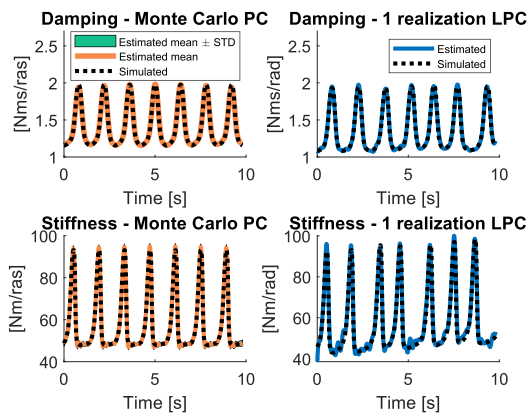 Damping - Monte Carlo PC
[Nms/ras]
2.5
2
1.5
1
Estimated mean ± STD
Estimated mean
Simulated
0
5
10
Time [s]
Damping - 1 realization LPC
[Nms/rad]
2.5
2
1.5
1
Estimated
Simulated
0
5
10
Time [s]
Stiffness - Monte Carlo PC
[Nm/ras]
100
80
60
40
0
5
10
Time [s]
Stiffness - 1 realization LPC
[Nm/rad]
100
80
60
40
0
5
10
Time [s]